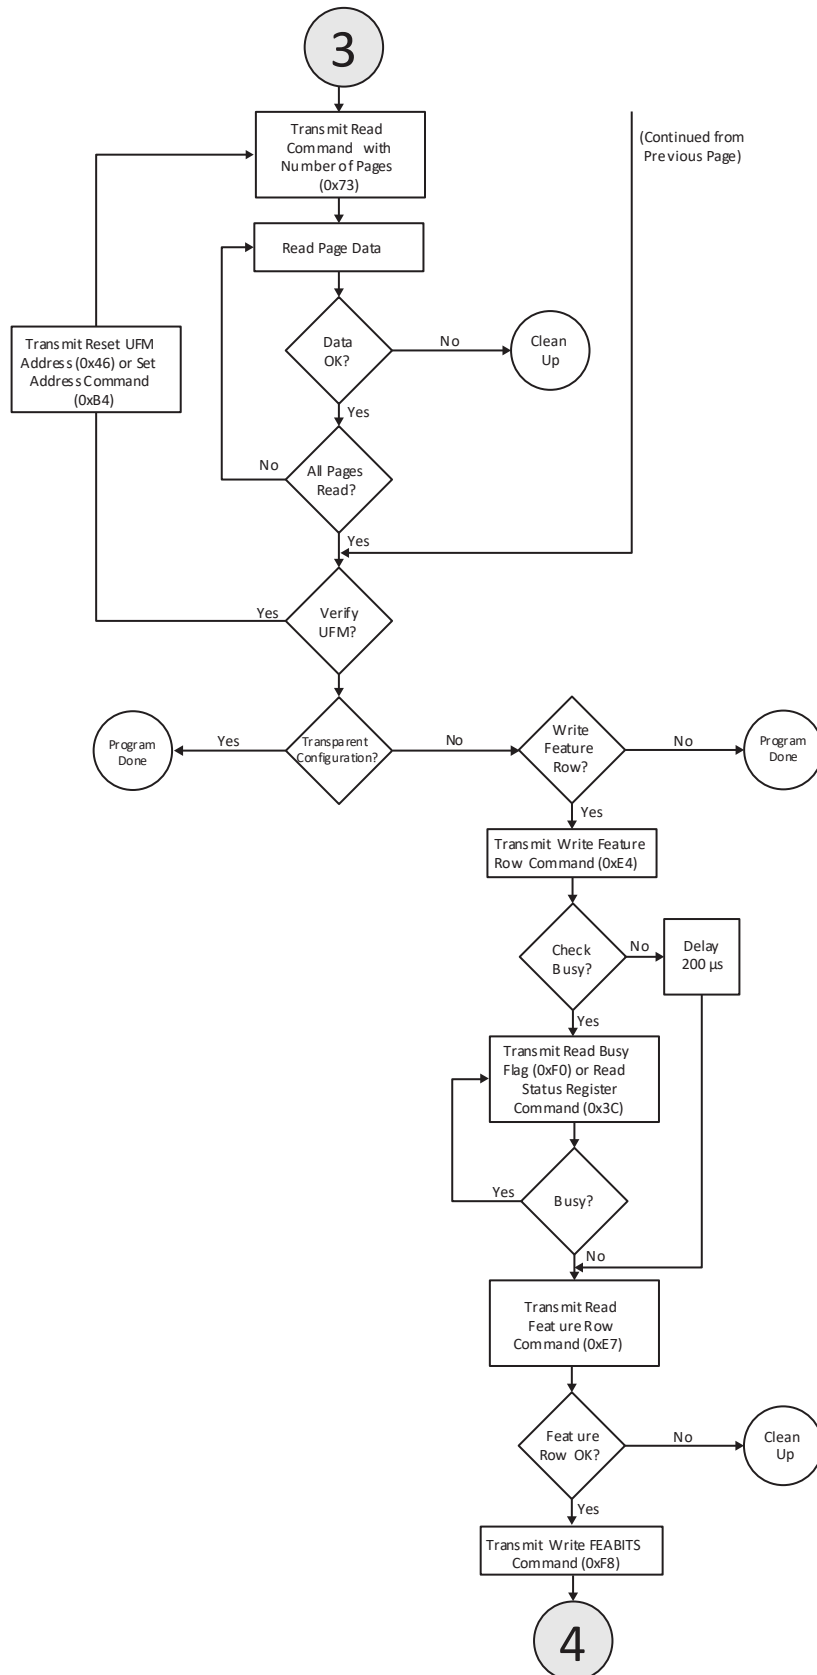 3
Transmit Read
Command with
Number of Pages
(0x73)
(Continued from
Previous Page)
Read Page Data
Transmit Reset UFM
Address (0x46) or Set
Address Command
(0xB4)
Data
OK?
No
Clean
Up
Yes
No
All Pages
Read?
Yes
Yes
Verify
UFM?
Program
Done
Yes
Transparent
Configuration?
No
Write
Feature
Row?
No
Program
Done
Yes
Transmit Write Feature
Row Command (0xE4)
Check
Busy?
No
Delay
200 µs
Yes
Transmit Read Busy
Flag (0xF0) or Read
Status Register
Command (0x3C)
Yes
Busy?
No
Transmit Read
Feature Row
Command (0xE7)
Feature
Row OK?
No
Clean
Up
Yes
Transmit Write FEABITS
Command (0xF8)
4